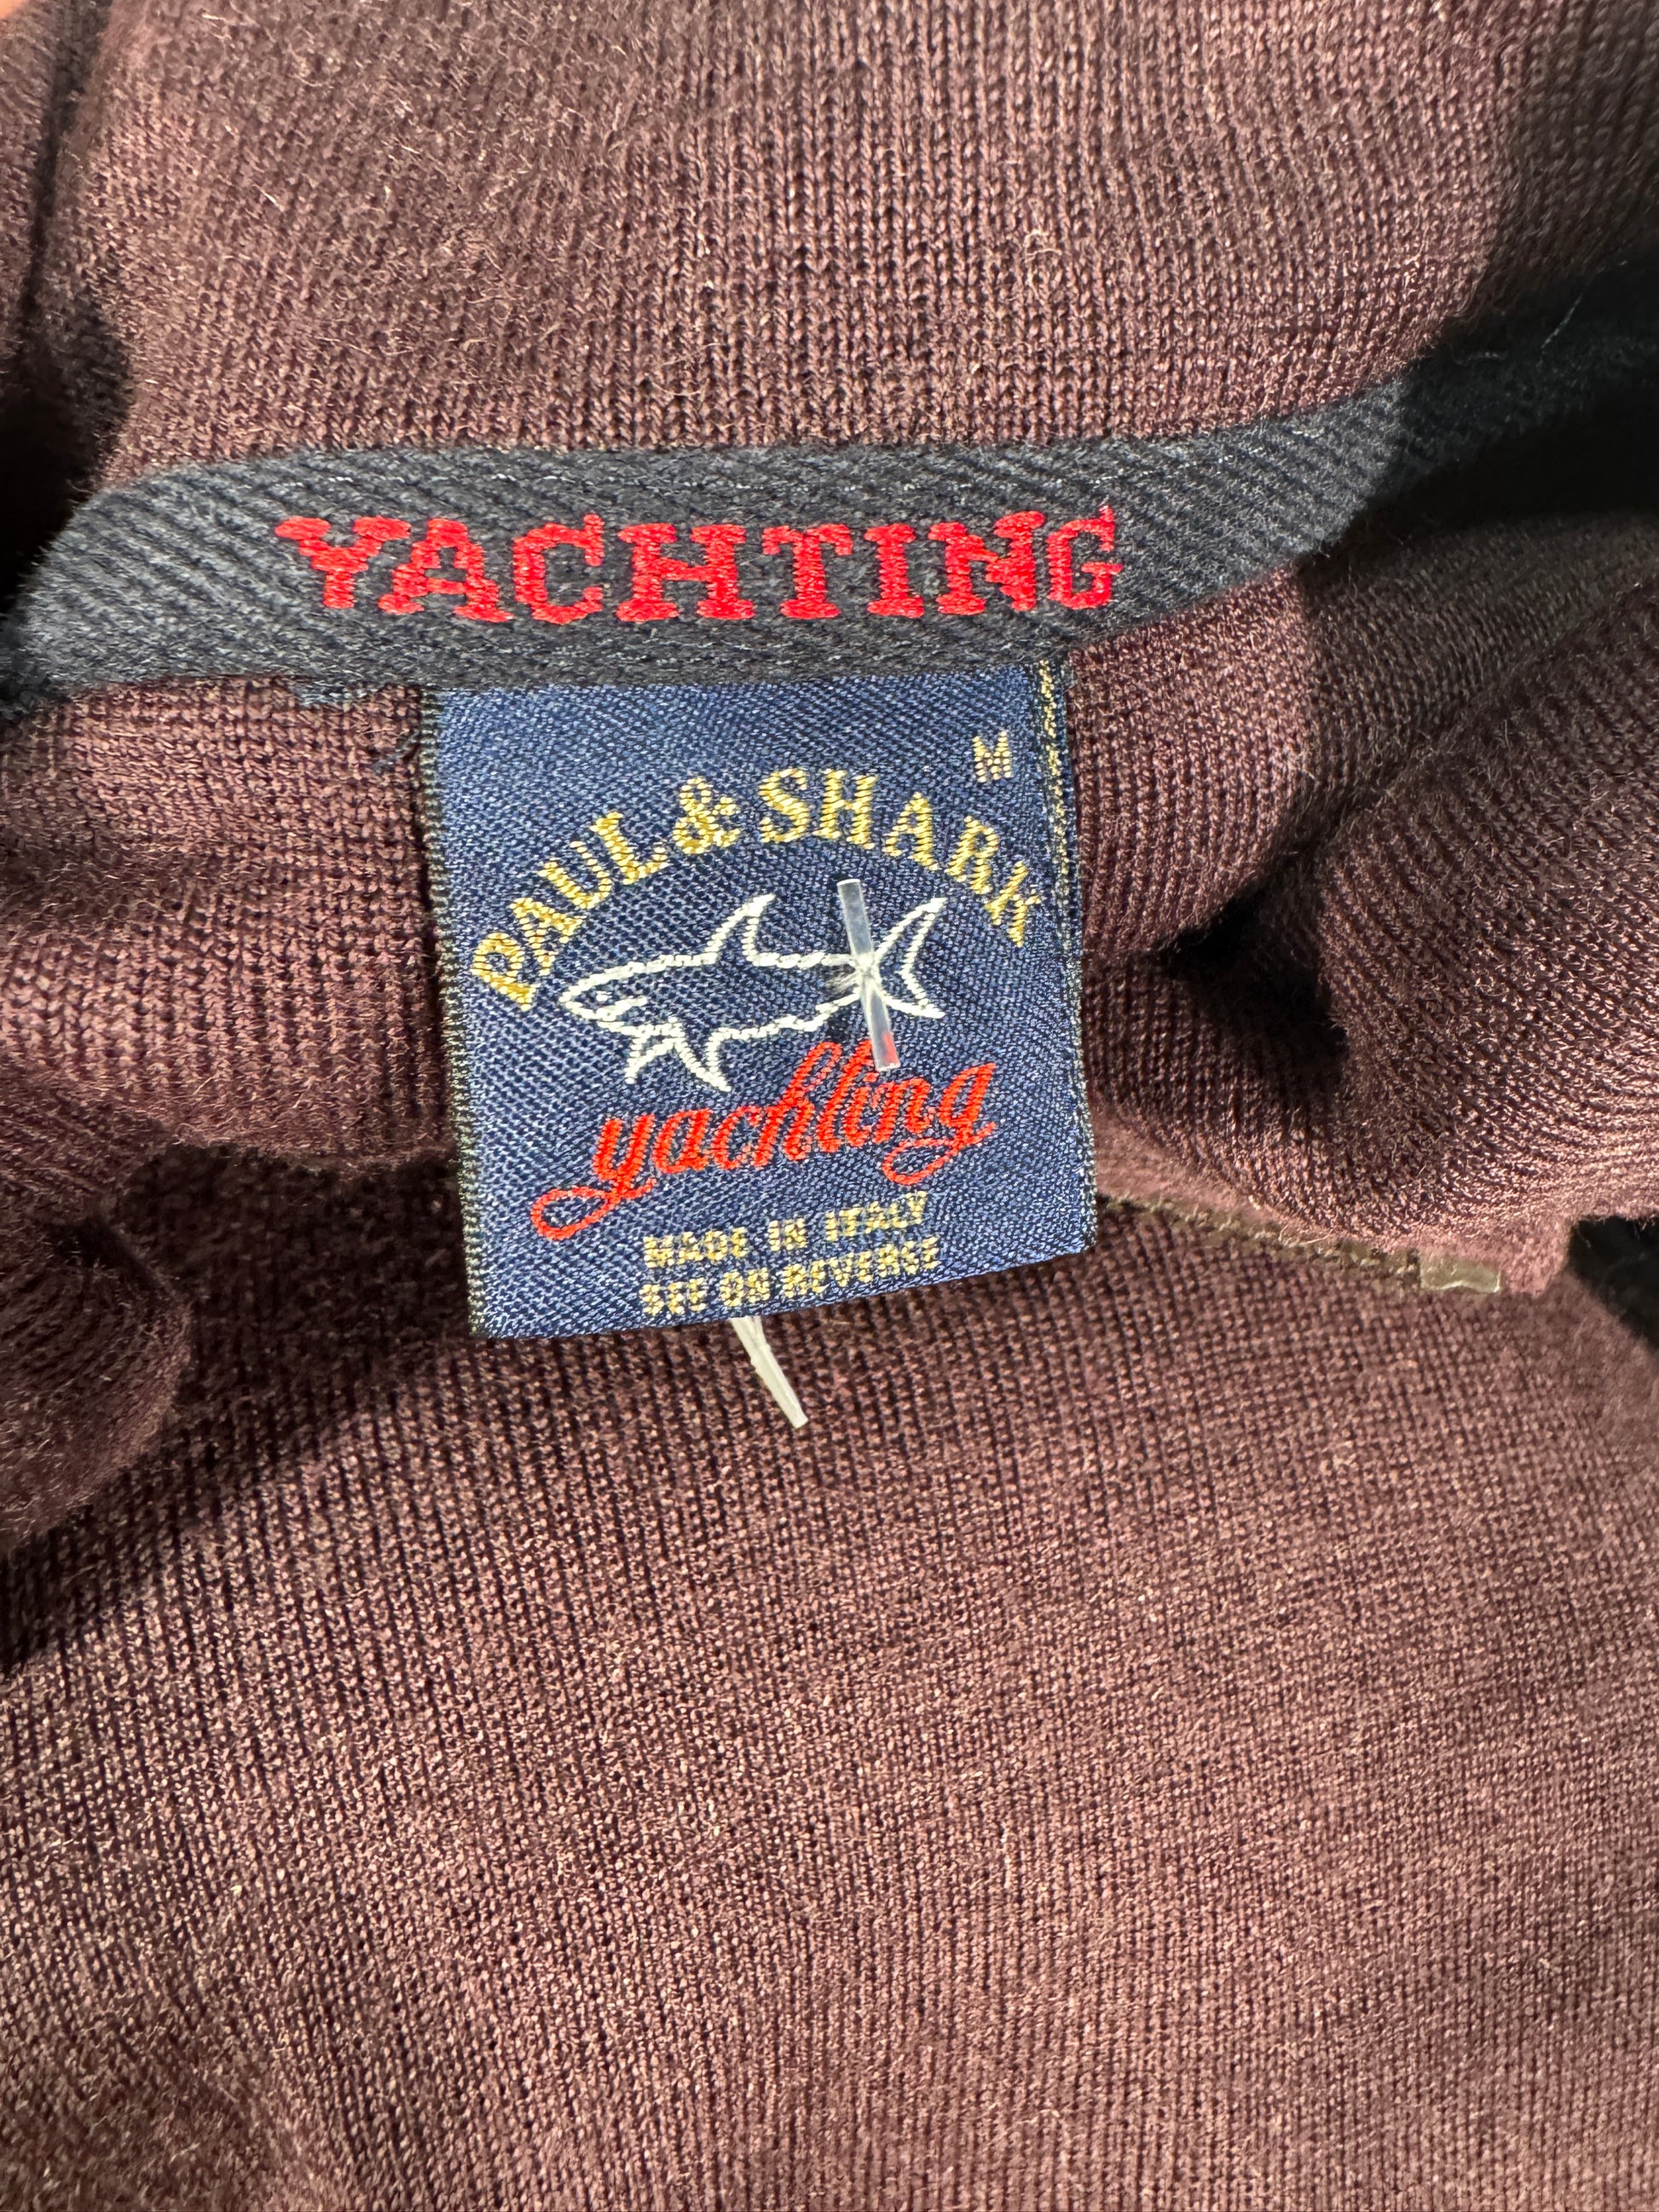 YACHTING
M
PAUL & SHARK
yachting
MADE IN ITALY
SEE ON REVERSE